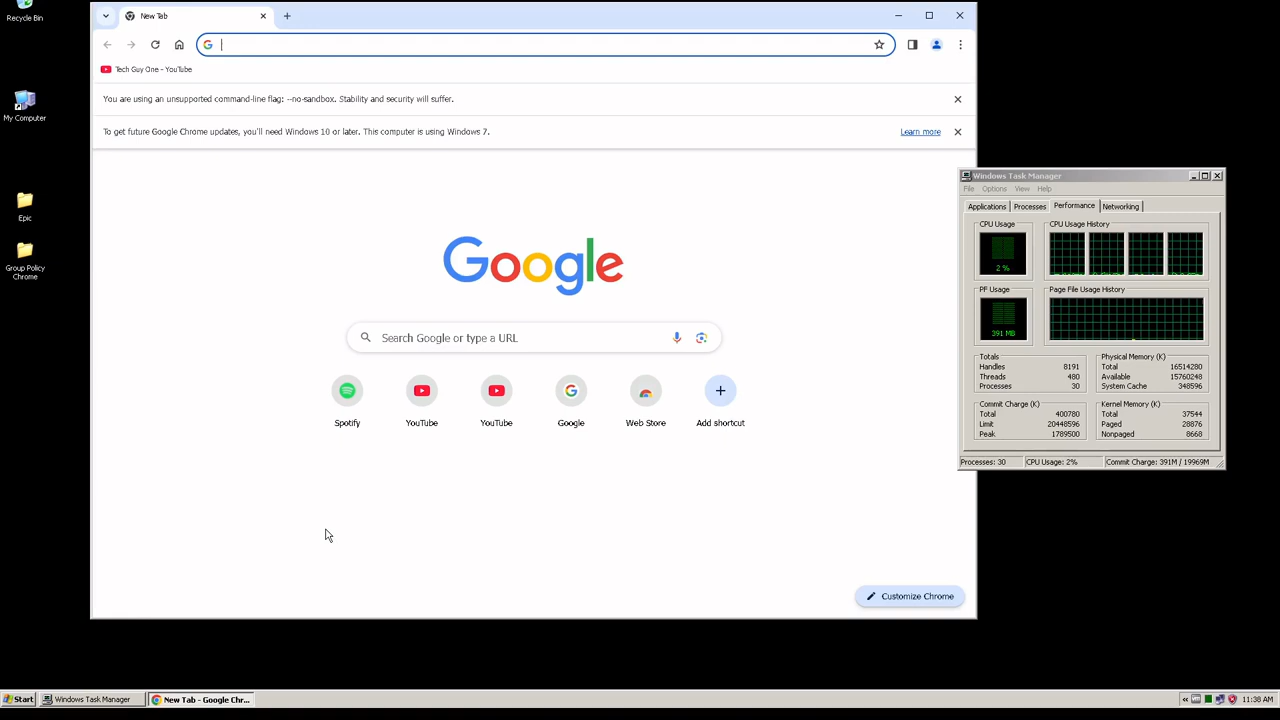 Recycle Bin
My Computer
Epic
Group Policy
Chrome
New Tab
Tech Guy One - YouTube
You are using an unsupported command-line flag: --no-sandbox. Stability and security will suffer.
To get future Google Chrome updates, you'll need Windows 10 or later. This computer is using Windows 7.
Learn more
Google
Search Google or type a URL
Spotify
YouTube
YouTube
Google
Web Store
Add shortcut
Customize Chrome
Windows Task Manager
File Options View Help
Applications Processes Performance Networking
CPU Usage
CPU Usage History
2 %
PF Usage
Page File Usage History
391 MB
Totals
Handles 8191
Threads 480
Processes 30
Physical Memory (K)
Total 16514280
Available 15760248
System Cache 348596
Commit Charge (K)
Total 400780
Limit 20448596
Peak 1789500
Kernel Memory (K)
Total 37544
Paged 28876
Nonpaged 8668
Processes: 30 CPU Usage: 2% Commit Charge: 391M / 19969M
Start
Windows Task Manager
New Tab - Google Chr...
11:38 AM